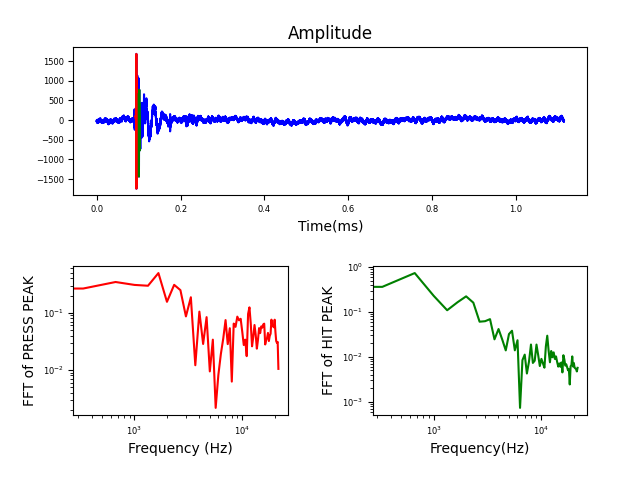 Amplitude
1500
1000
500
0
−500
−1000
−1500
0.0 0.2 0.4 0.6 0.8 1.0
Time(ms)
FFT of PRESS PEAK
10⁻¹
10⁻²
10³ 10⁴
Frequency (Hz)
FFT of HIT PEAK
10⁰
10⁻¹
10⁻²
10⁻³
10³ 10⁴
Frequency(Hz)